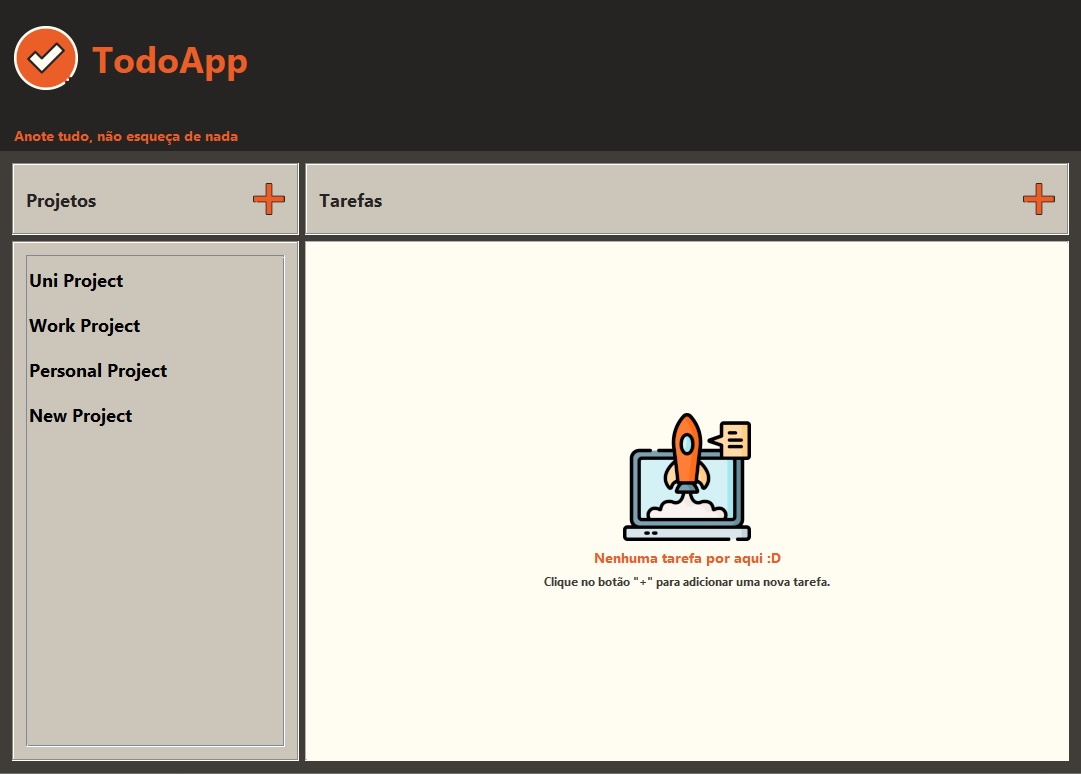 TodoApp
Anote tudo, não esqueça de nada
Projetos
Tarefas
Uni Project
Work Project
Personal Project
New Project
Nenhuma tarefa por aqui :D
Clique no botão "+" para adicionar uma nova tarefa.